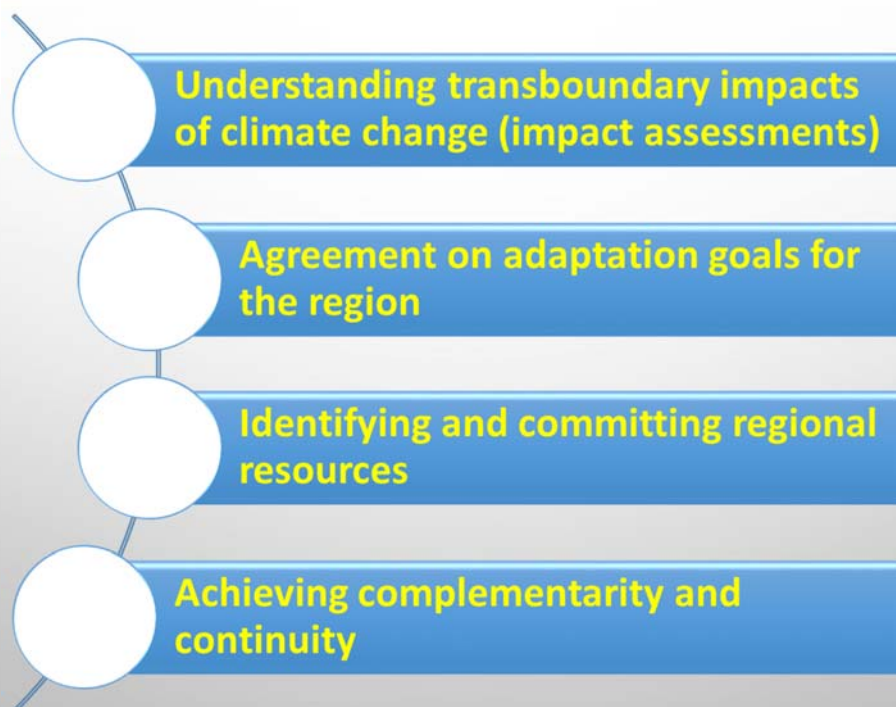 Understanding transboundary impacts
of climate change (impact assessments)
Agreement on adaptation goals for
the region
Identifying and committing regional
resources
Achieving complementarity and
continuity